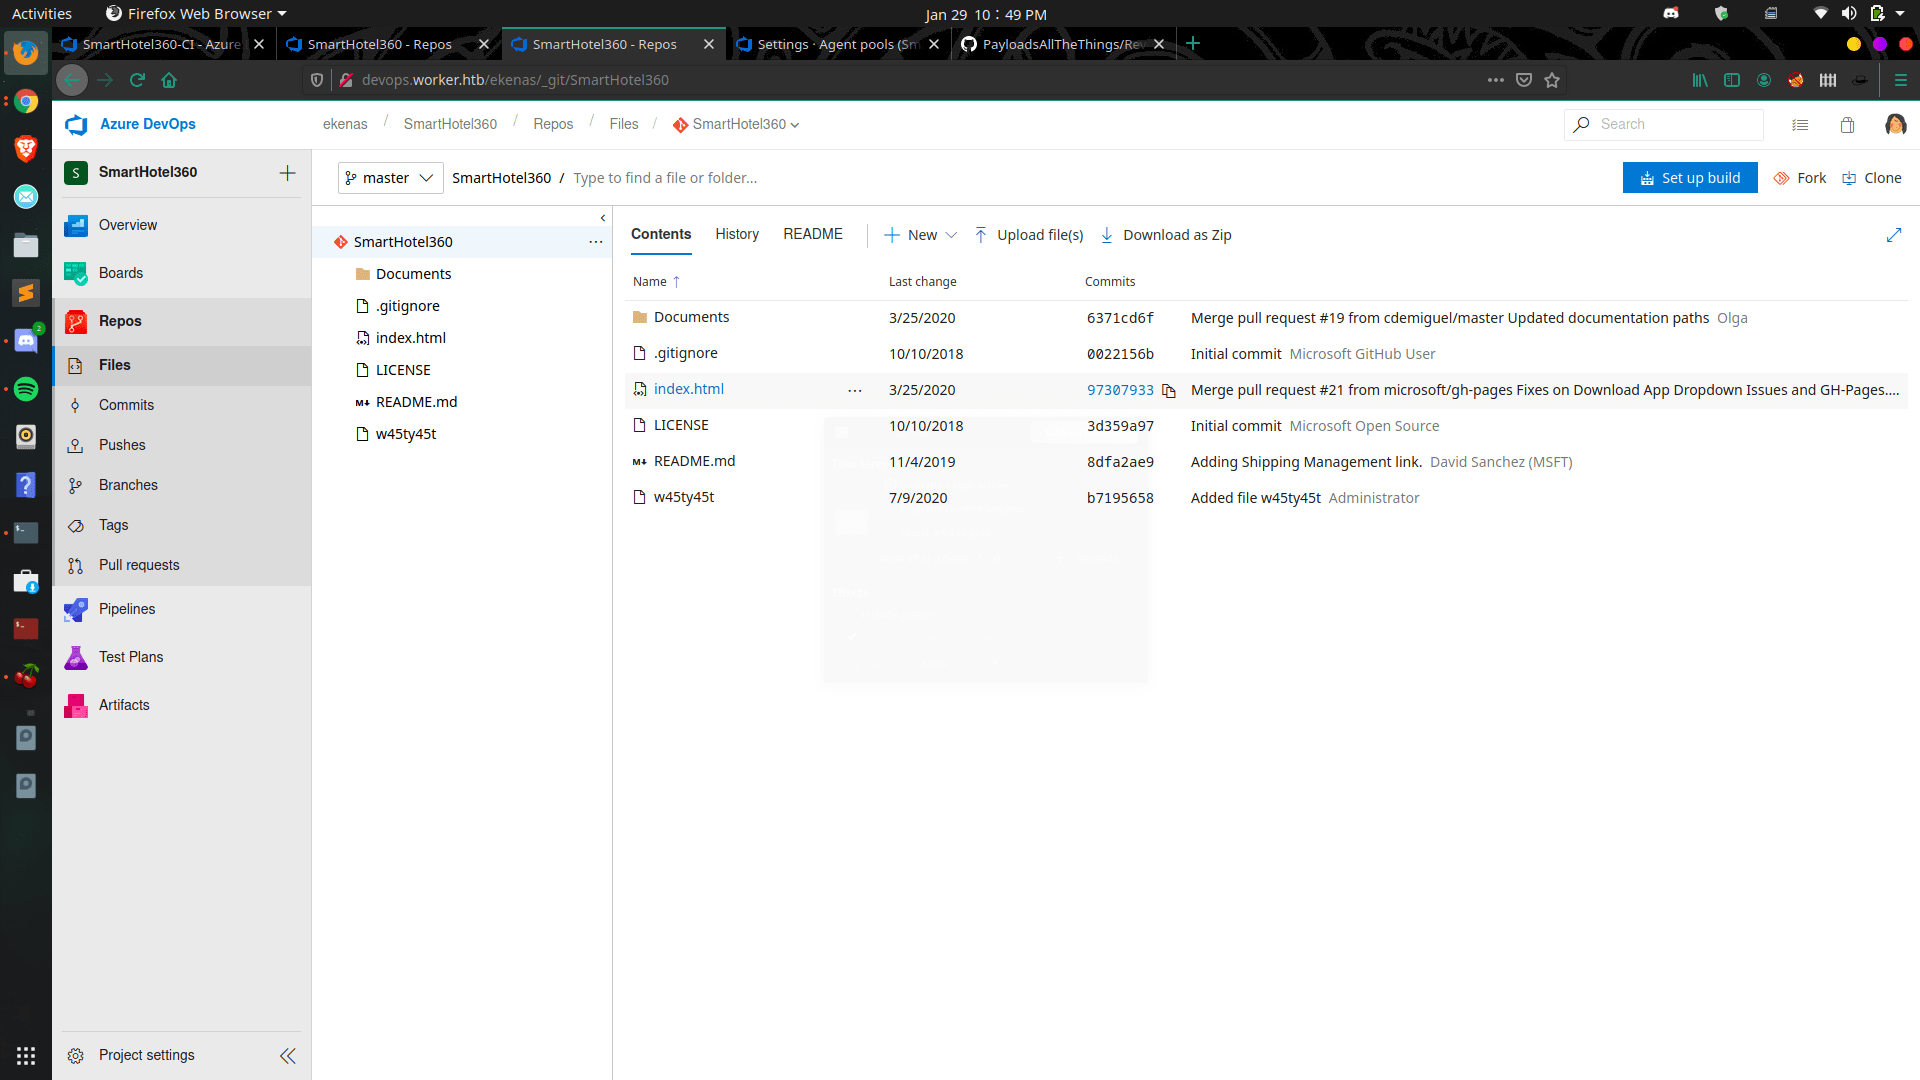 Activities Firefox Web Browser Jan 29 10:49 PM
SmartHotel360-CI - Azure SmartHotel360 - Repos SmartHotel360 - Repos Settings · Agent pools (Sm PayloadsAllTheThings/Rev
devops.worker.htb/ekenas/_git/SmartHotel360
Azure DevOps ekenas / SmartHotel360 / Repos / Files / SmartHotel360 Search
S SmartHotel360
master SmartHotel360 / Type to find a file or folder... Set up build Fork Clone
Overview
Boards
Repos
Files
Commits
Pushes
Branches
Tags
Pull requests
Pipelines
Test Plans
Artifacts
Project settings
SmartHotel360
Documents
.gitignore
index.html
LICENSE
README.md
w45ty45t
Contents History README New Upload file(s) Download as Zip
Name ↑ Last change Commits
Documents 3/25/2020 6371cd6f Merge pull request #19 from cdemiguel/master Updated documentation paths Olga
.gitignore 10/10/2018 0022156b Initial commit Microsoft GitHub User
index.html 3/25/2020 97307933 Merge pull request #21 from microsoft/gh-pages Fixes on Download App Dropdown Issues and GH-Pages....
LICENSE 10/10/2018 3d359a97 Initial commit Microsoft Open Source
README.md 11/4/2019 8dfa2ae9 Adding Shipping Management link. David Sanchez (MSFT)
w45ty45t 7/9/2020 b7195658 Added file w45ty45t Administrator
2